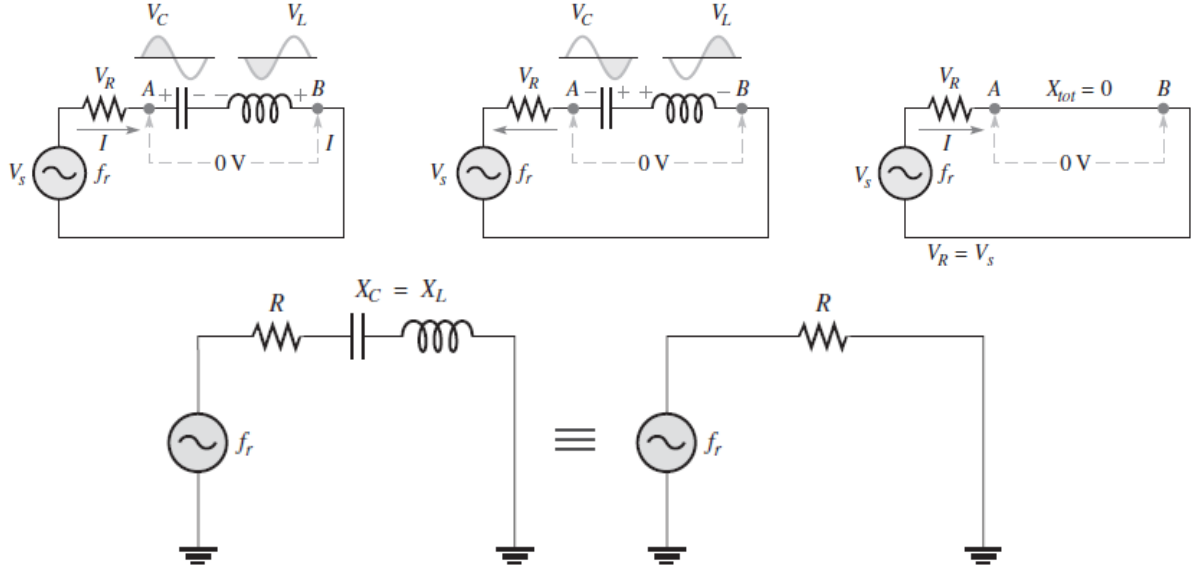 V_C V_L
V_R A + − − + B
I 0 V I
V_s f_r
V_C V_L
V_R A − + + − B
I 0 V
V_s f_r
V_R A X_tot = 0 B
I 0 V
V_s f_r
V_R = V_s
R X_C = X_L
f_r
≡
R
f_r